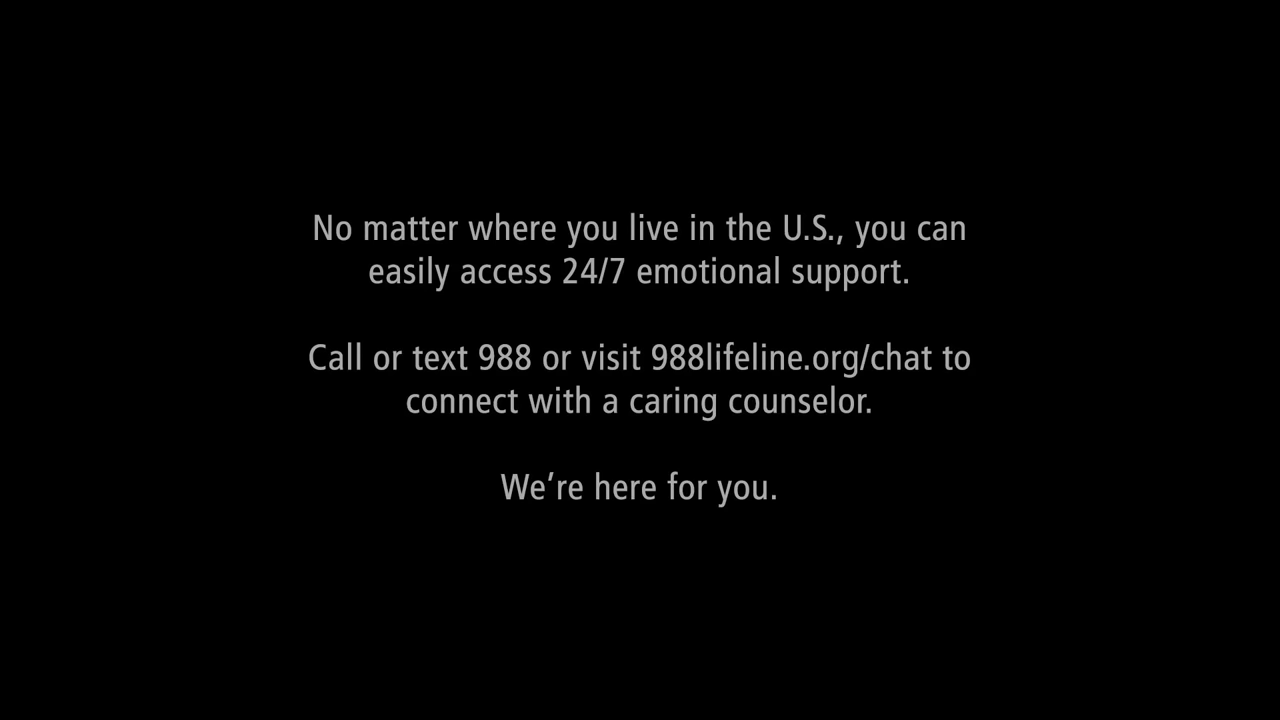 No matter where you live in the U.S., you can
easily access 24/7 emotional support.
Call or text 988 or visit 988lifeline.org/chat to
connect with a caring counselor.
We’re here for you.